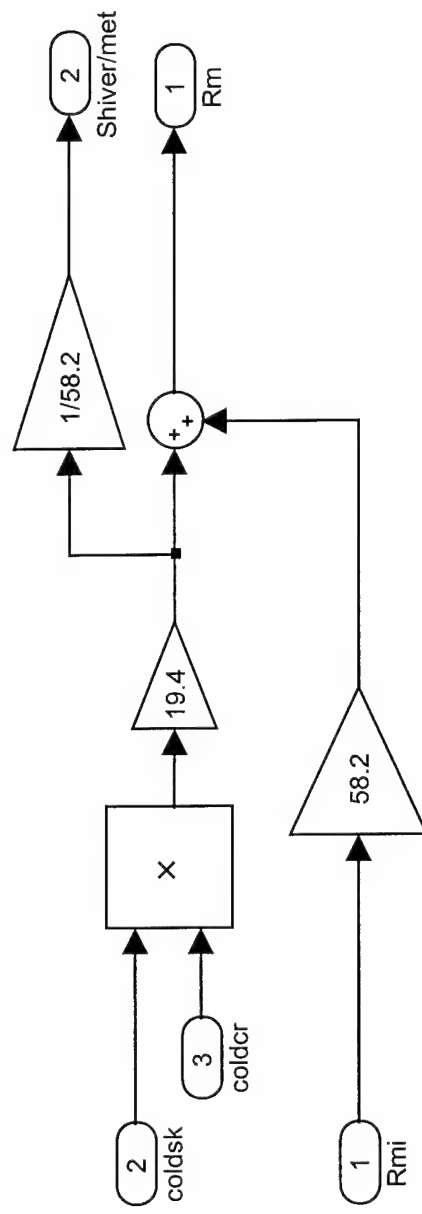 2
Shiver/met
1
Rm
1/58.2
+
+
19.4
×
58.2
2
coldsk
3
coldcr
1
Rmi